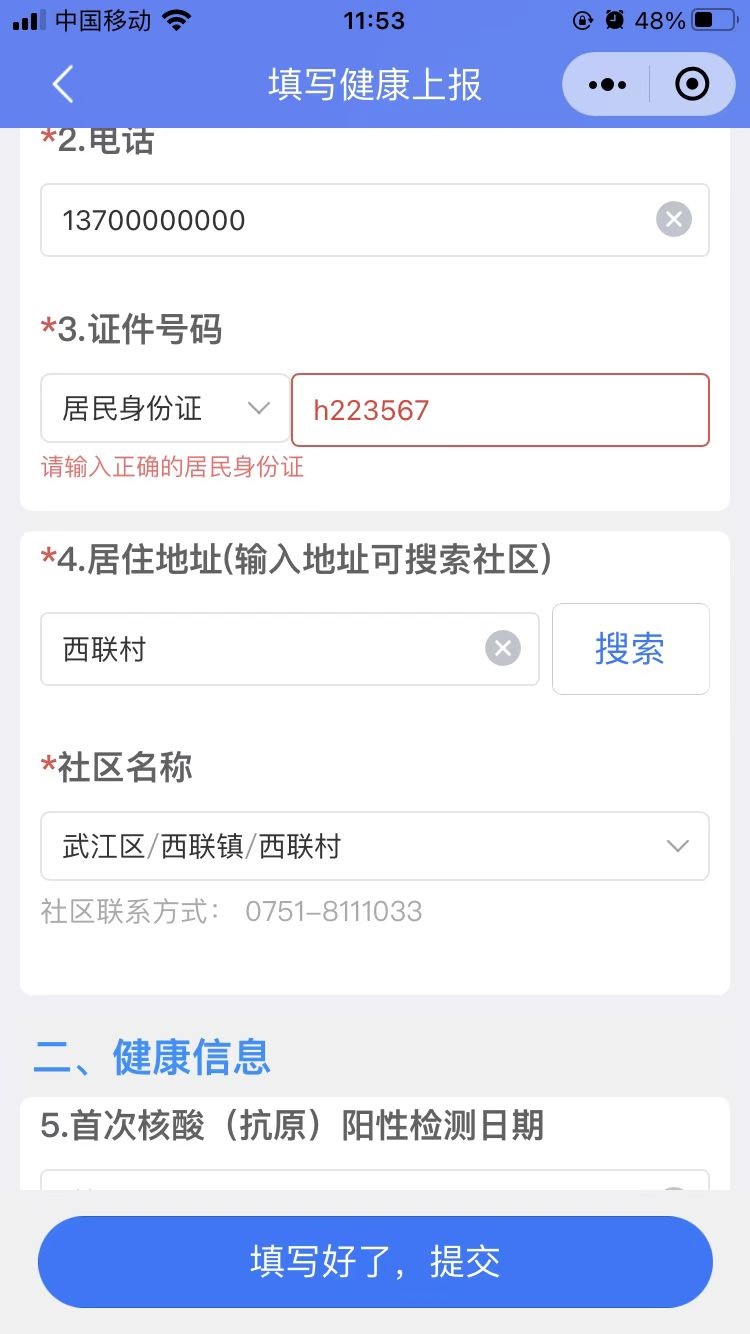 中国移动 11:53 48%
填写健康上报
*2.电话
13700000000
*3.证件号码
居民身份证 h223567
请输入正确的居民身份证
*4.居住地址(输入地址可搜索社区)
西联村 搜索
*社区名称
武江区/西联镇/西联村
社区联系方式： 0751-8111033
二、健康信息
5.首次核酸（抗原）阳性检测日期
填写好了，提交